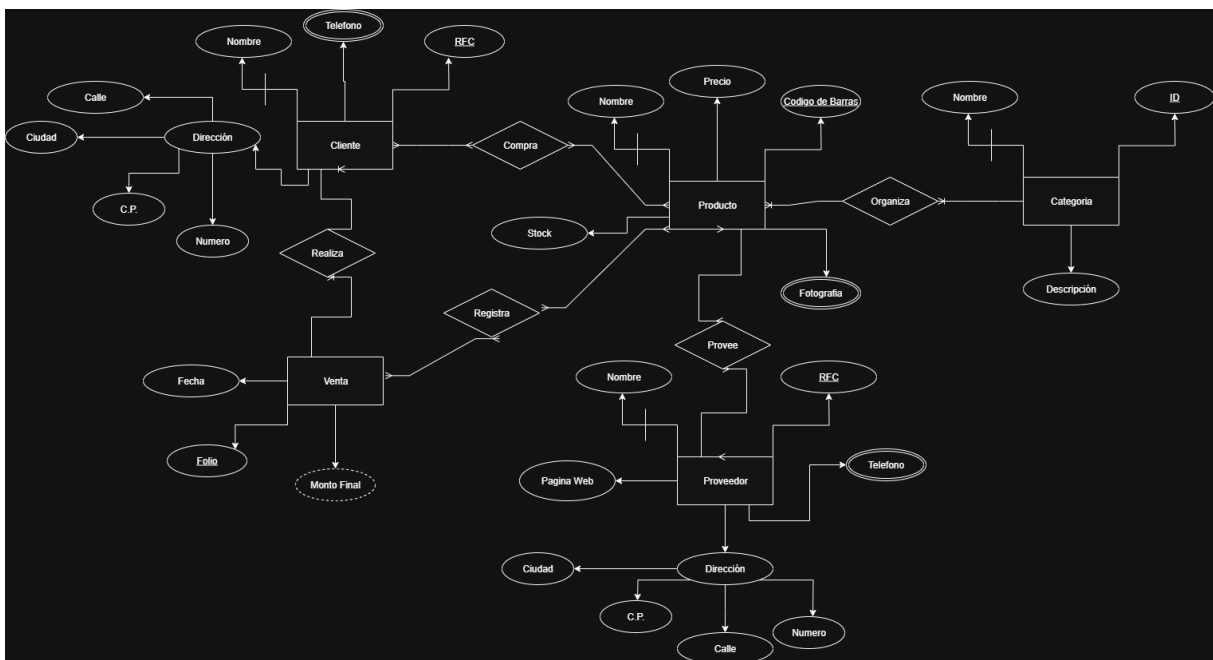 Telefono
Nombre
RFC
Calle
Ciudad
Dirección
Cliente
C.P.
Numero
Compra
Nombre
Precio
Codigo de Barras
Producto
Stock
Fotografia
Organiza
Nombre
ID
Categoria
Descripción
Realiza
Registra
Provee
Fecha
Venta
Folio
Monto Final
Nombre
RFC
Pagina Web
Proveedor
Telefono
Ciudad
Dirección
C.P.
Calle
Numero